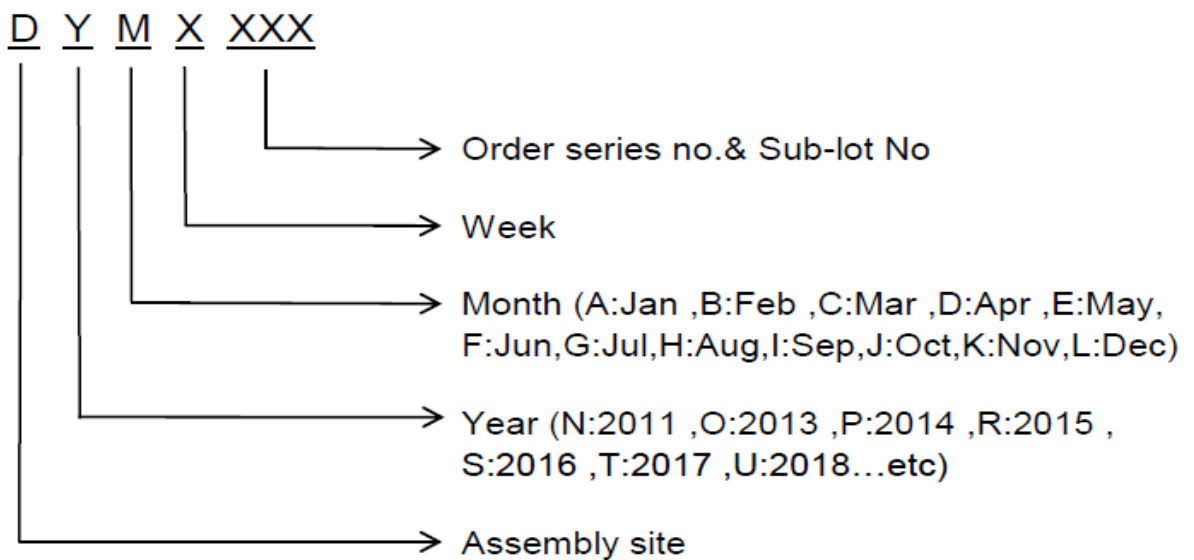 D Y M X XXX
Order series no.& Sub-lot No
Week
Month (A:Jan ,B:Feb ,C:Mar ,D:Apr ,E:May,
F:Jun,G:Jul,H:Aug,I:Sep,J:Oct,K:Nov,L:Dec)
Year (N:2011 ,O:2013 ,P:2014 ,R:2015 ,
S:2016 ,T:2017 ,U:2018...etc)
Assembly site